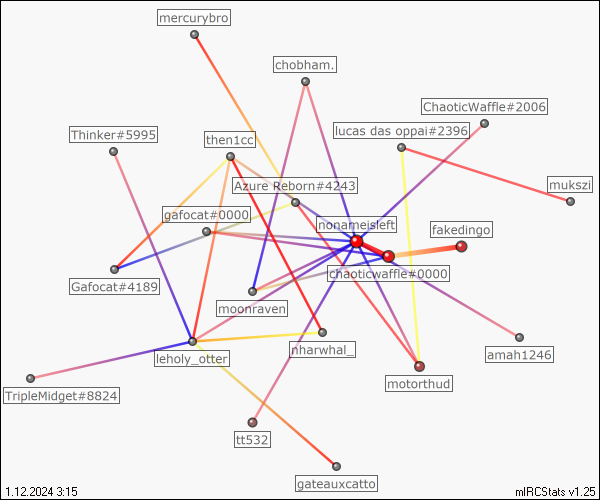 mercurybro
chobham.
ChaoticWaffle#2006
Thinker#5995
lucas das oppai#2396
then1cc
Azure Reborn#4243
mukszi
gafocat#0000
nonameisleft
fakedingo
chaoticwaffle#0000
Gafocat#4189
moonraven
nharwhal_
amah1246
leholy_otter
motorthud
TripleMidget#8824
tt532
gateauxcatto
1.12.2024 3:15
mIRCStats v1.25